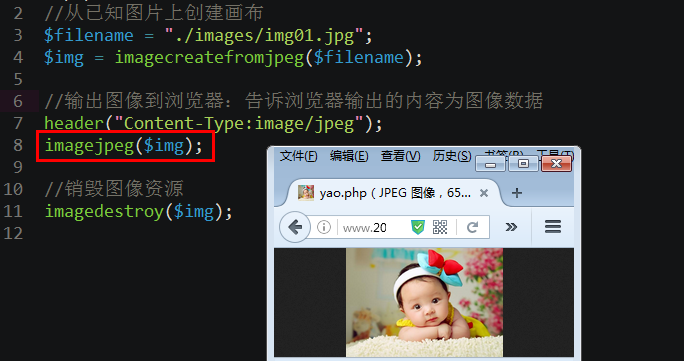 2 //从已知图片上创建画布
3 $filename = "./images/img01.jpg";
4 $img = imagecreatefromjpeg($filename);
5
6 //输出图像到浏览器：告诉浏览器输出的内容为图像数据
7 header("Content-Type:image/jpeg");
8 imagejpeg($img);
9
10 //销毁图像资源
11 imagedestroy($img);
12
文件(F) 编辑(E) 查看(V) 历史(S) 书签(B) 工具(T)
yao.php ( JPEG 图像，65...
www.20